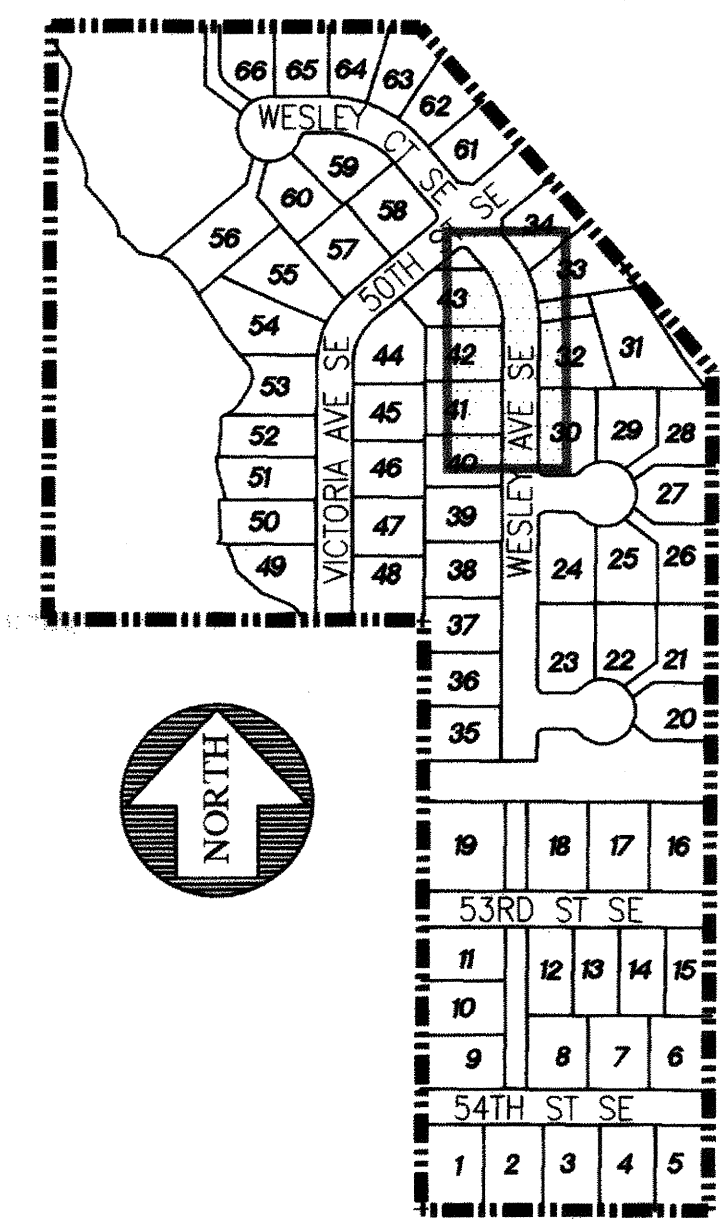 66 65 64 63
62
WESLEY CT SE
61
59
60 58
56 57
34
50TH ST SE
55 33
43
54
44 42 32 31
53
45 41
VICTORIA AVE SE
WESLEY AVE SE
52 30 29 28
51 46 40
27
50 47 39
WESLEY
49 48 38 24 25 26
37
23 22 21
36
35 20
NORTH
19 18 17 16
53RD ST SE
11 12 13 14 15
10
9 8 7 6
54TH ST SE
1 2 3 4 5